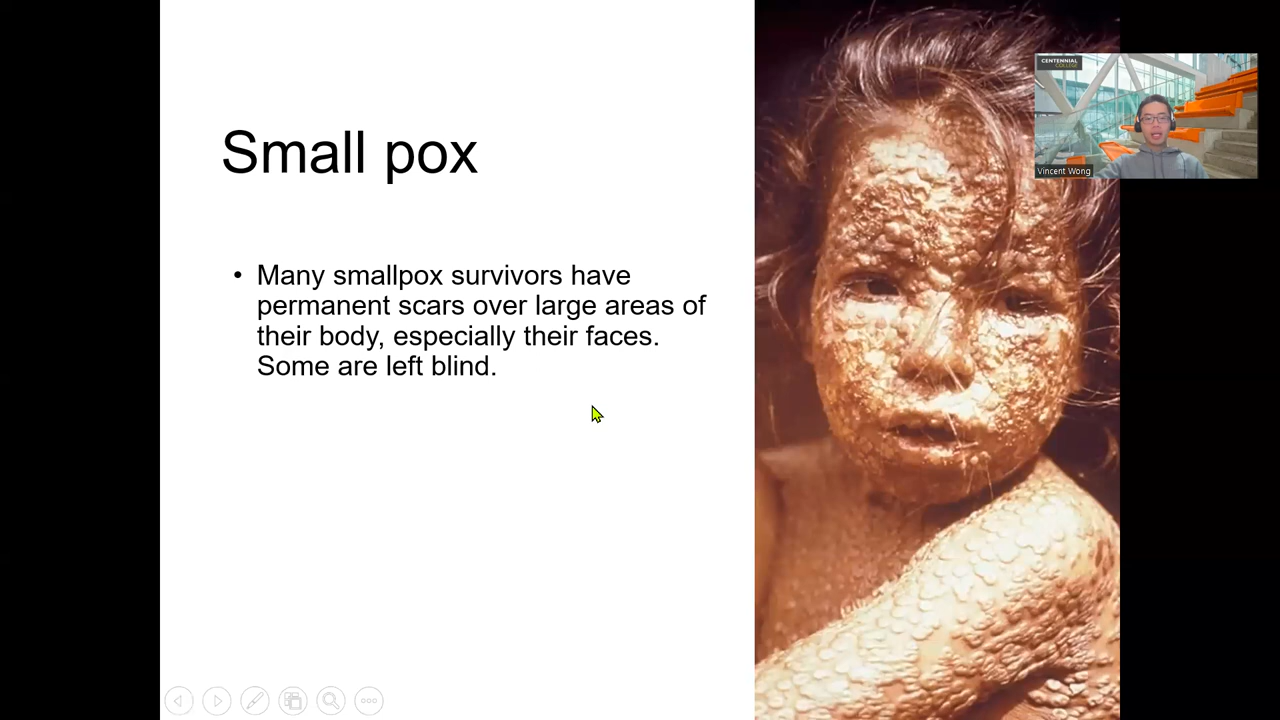 Small pox
• Many smallpox survivors have
permanent scars over large areas of
their body, especially their faces.
Some are left blind.
CENTENNIAL
COLLEGE
Vincent Wong